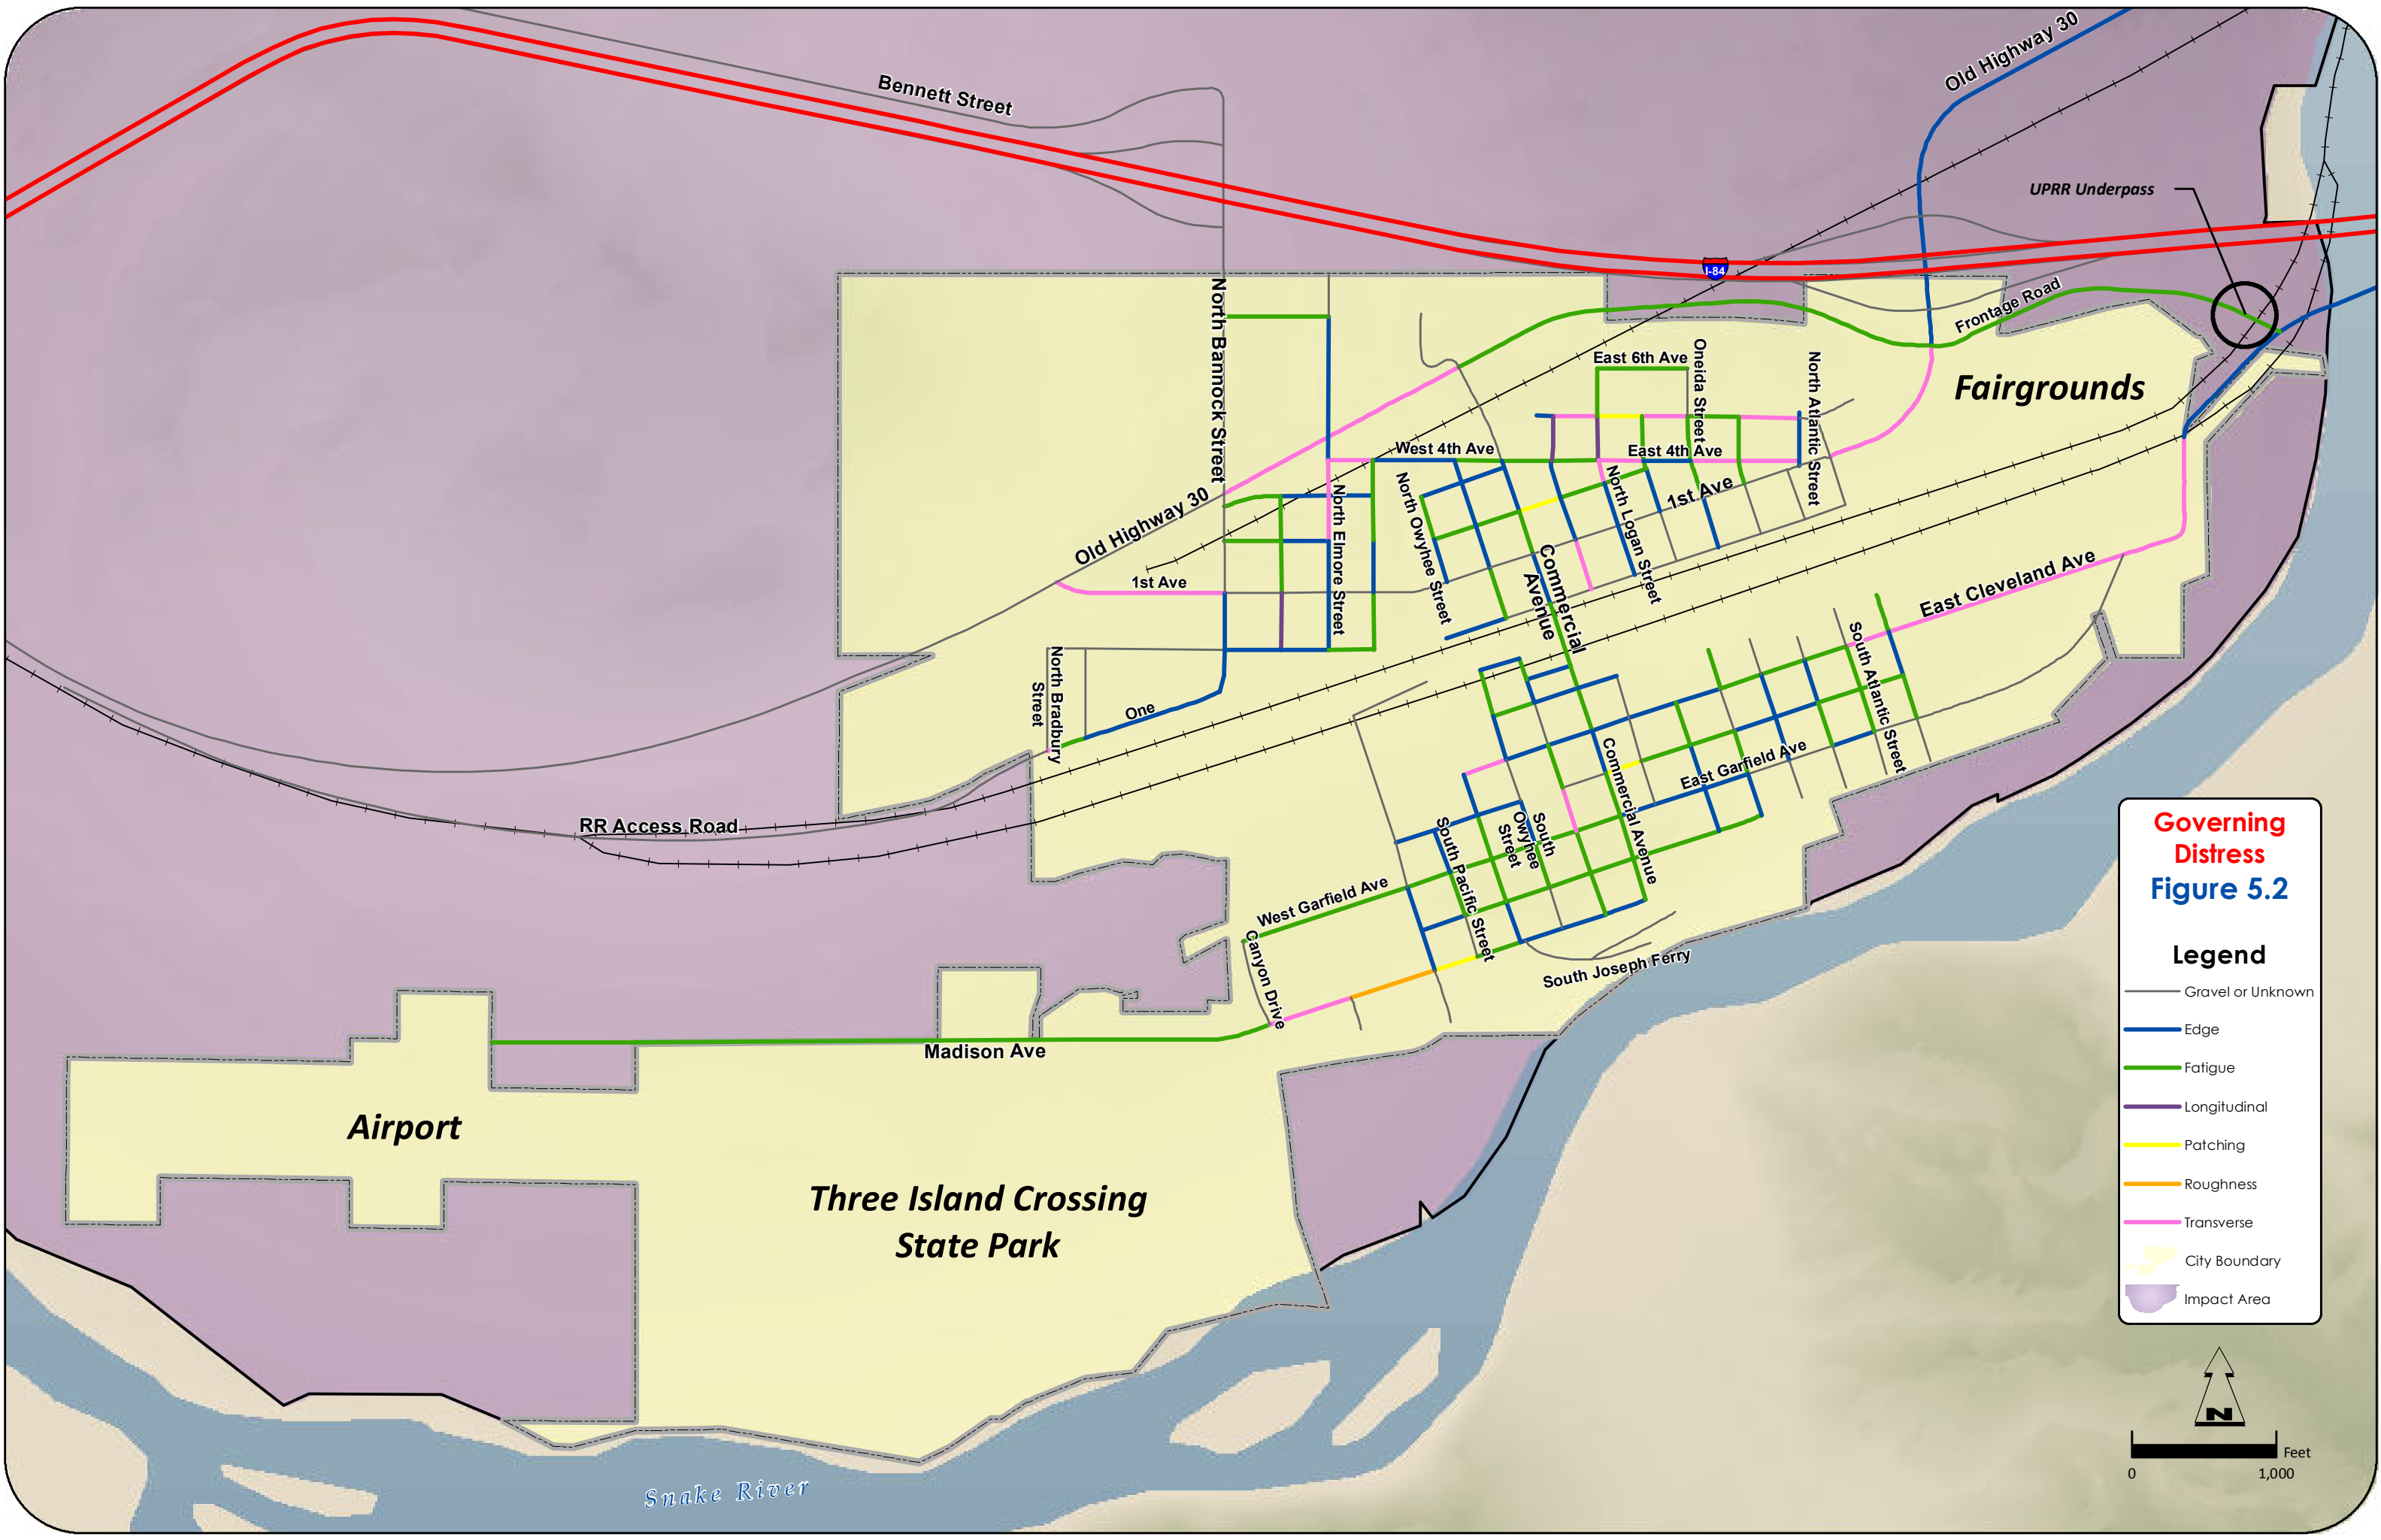 Bennett Street
Old Highway 30
UPRR Underpass
I-84
Frontage Road
North Bannock Street
East 6th Ave
Oneida Street
North Atlantic Street
Fairgrounds
West 4th Ave
East 4th Ave
North Owyhee Street
North Logan Street
1st Ave
Old Highway 30
North Elmore Street
1st Ave
Commercial
Avenue
East Cleveland Ave
North Bradbury
Street
One
South Atlantic Street
RR Access Road
Commercial Avenue
East Garfield Ave
South
Owyhee
Street
South Pacific Street
West Garfield Ave
Canyon Drive
South Joseph Ferry
Madison Ave
Airport
Three Island Crossing
State Park
Snake River
Governing
Distress
Figure 5.2
Legend
Gravel or Unknown
Edge
Fatigue
Longitudinal
Patching
Roughness
Transverse
City Boundary
Impact Area
N
Feet
0 1,000